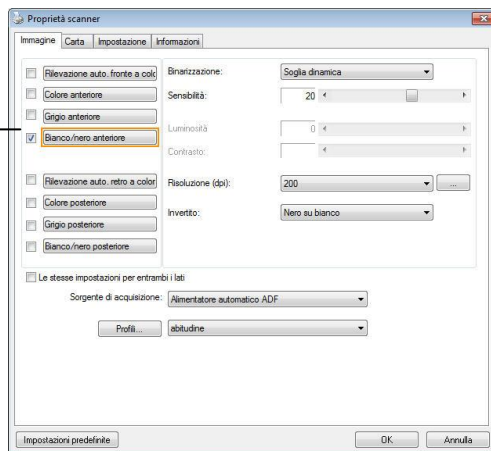 Proprietà scanner
Immagine Carta Impostazione Informazioni
Rilevazione auto. fronte a colo
Binarizzazione: Soglia dinamica
Colore anteriore
Sensibilità: 20
Grigio anteriore
Luminosità 0
Bianco/nero anteriore
Contrasto:
Rilevazione auto. retro a color
Risoluzione (dpi): 200 ...
Colore posteriore
Invertito: Nero su bianco
Grigio posteriore
Bianco/nero posteriore
Le stesse impostazioni per entrambi i lati
Sorgente di acquisizione: Alimentatore automatico ADF
Profili... abitudine
Impostazioni predefinite OK Annulla